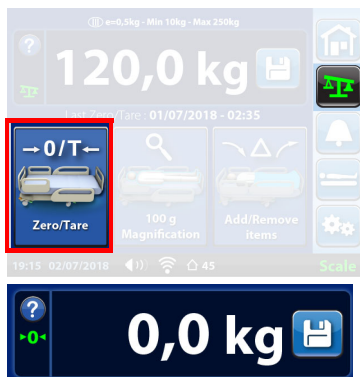 e=0,5kg - Min 10kg - Max 250kg
?
120,0 kg
Last Zero/Tare : 01/07/2018 - 02:35
→0/T←
Zero/Tare
100 g
Magnification
Add/Remove
items
19:15 02/07/2018 45 Scale
?
0,0 kg
▸0◂